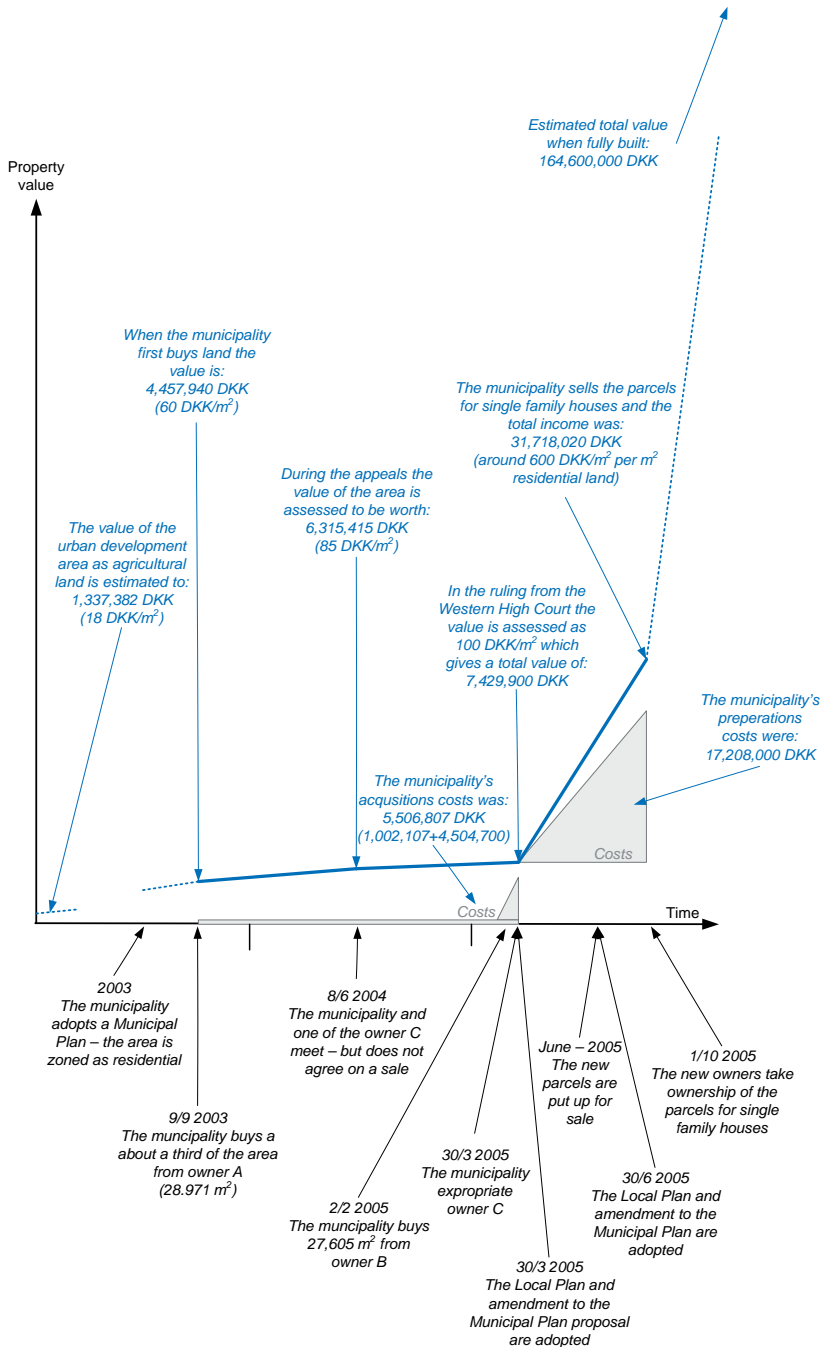 Estimated total value
when fully built:
164,600,000 DKK
Property
value
When the municipality
first buys land the
value is:
4,457,940 DKK
(60 DKK/m²)
The municipality sells the parcels
for single family houses and the
total income was:
31,718,020 DKK
(around 600 DKK/m² per m²
residential land)
During the appeals the
value of the area is
assessed to be worth:
6,315,415 DKK
(85 DKK/m²)
The value of the
urban development
area as agricultural
land is estimated to:
1,337,382 DKK
(18 DKK/m²)
In the ruling from the
Western High Court the
value is assessed as
100 DKK/m² which
gives a total value of:
7,429,900 DKK
The municipality's
preperations
costs were:
17,208,000 DKK
The municipality's
acqusitions costs was:
5,506,807 DKK
(1,002,107+4,504,700)
Costs
Costs
Time
2003
The municipality
adopts a Municipal
Plan – the area is
zoned as residential
8/6 2004
The municipality and
one of the owner C
meet – but does not
agree on a sale
June – 2005
The new
parcels are
put up for
sale
1/10 2005
The new owners take
ownership of the
parcels for single
family houses
9/9 2003
The muncipality buys a
about a third of the area
from owner A
(28.971 m²)
30/3 2005
The municipality
expropriate
owner C
2/2 2005
The muncipality buys
27,605 m² from
owner B
30/6 2005
The Local Plan and
amendment to the
Municipal Plan are
adopted
30/3 2005
The Local Plan and
amendment to the
Municipal Plan proposal
are adopted